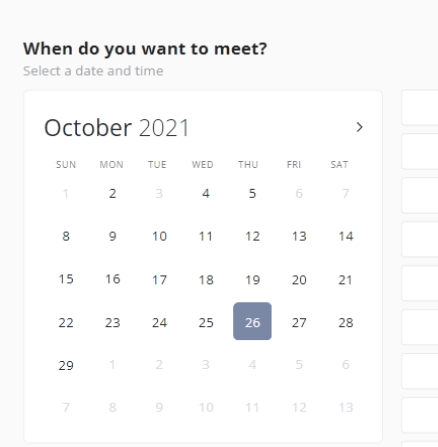 When do you want to meet?
Select a date and time
October 2021
SUN MON TUE WED THU FRI SAT
1 2 3 4 5 6 7
8 9 10 11 12 13 14
15 16 17 18 19 20 21
22 23 24 25 26 27 28
29 1 2 3 4 5 6
7 8 9 10 11 12 13